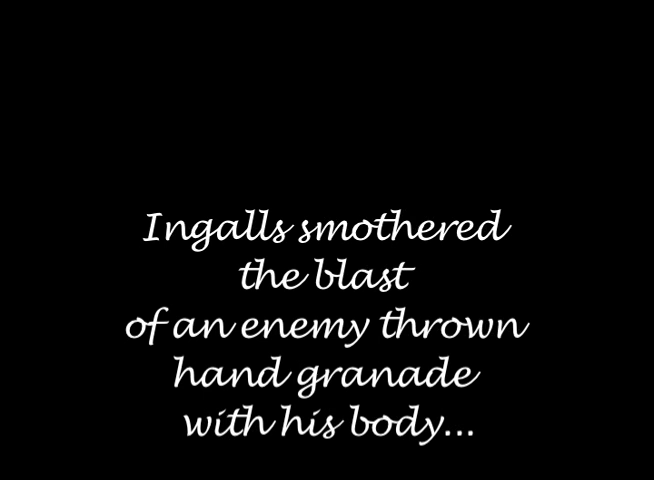 Ingalls smothered
the blast
of an enemy thrown
hand granade
with his body...